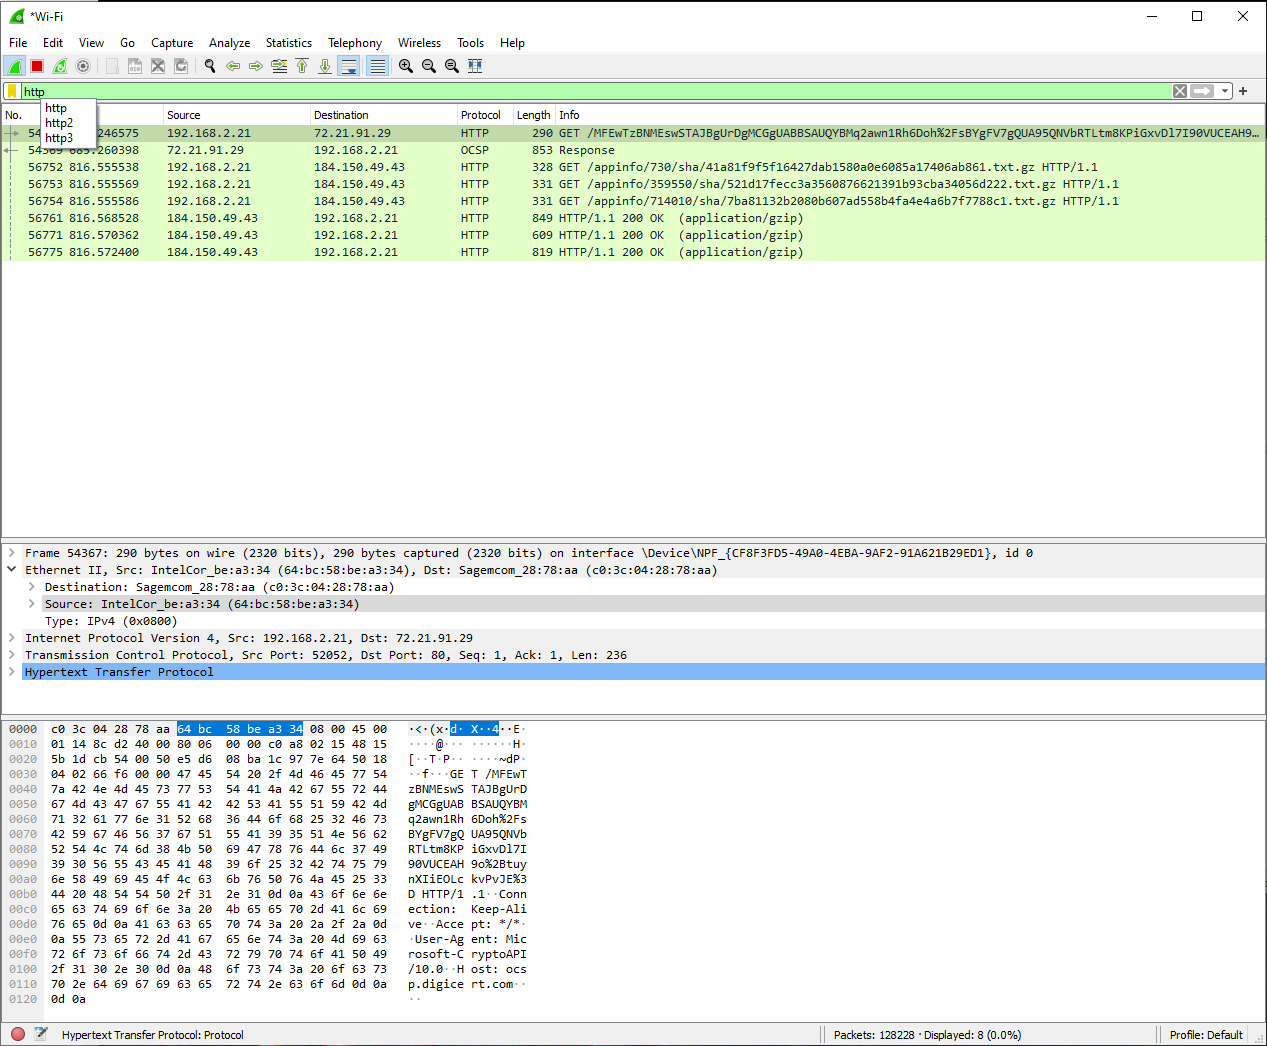 *Wi-Fi
File Edit View Go Capture Analyze Statistics Telephony Wireless Tools Help
http
http
http2
http3
No. Source Destination Protocol Length Info
246575 192.168.2.21 72.21.91.29 HTTP 290 GET /MFEwTzBNMEswSTAJBgUrDgMCGgUABBSAUQYBMq2awn1Rh6Doh%2FsBYgFV7gQUA95QNVbRTLtm8KPiGxvDl7I90VUCEAH9...
54369 685.260398 72.21.91.29 192.168.2.21 OCSP 853 Response
56752 816.555538 192.168.2.21 184.150.49.43 HTTP 328 GET /appinfo/730/sha/41a81f9f5f16427dab1580a0e6085a17406ab861.txt.gz HTTP/1.1
56753 816.555569 192.168.2.21 184.150.49.43 HTTP 331 GET /appinfo/359550/sha/521d17fecc3a3560876621391b93cba34056d222.txt.gz HTTP/1.1
56754 816.555586 192.168.2.21 184.150.49.43 HTTP 331 GET /appinfo/714010/sha/7ba81132b2080b607ad558b4fa4e4a6b7f7788c1.txt.gz HTTP/1.1
56761 816.568528 184.150.49.43 192.168.2.21 HTTP 849 HTTP/1.1 200 OK (application/gzip)
56771 816.570362 184.150.49.43 192.168.2.21 HTTP 609 HTTP/1.1 200 OK (application/gzip)
56775 816.572400 184.150.49.43 192.168.2.21 HTTP 819 HTTP/1.1 200 OK (application/gzip)
Frame 54367: 290 bytes on wire (2320 bits), 290 bytes captured (2320 bits) on interface \Device\NPF_{CF8F3FD5-49A0-4EBA-9AF2-91A621B29ED1}, id 0
Ethernet II, Src: IntelCor_be:a3:34 (64:bc:58:be:a3:34), Dst: Sagemcom_28:78:aa (c0:3c:04:28:78:aa)
Destination: Sagemcom_28:78:aa (c0:3c:04:28:78:aa)
Source: IntelCor_be:a3:34 (64:bc:58:be:a3:34)
Type: IPv4 (0x0800)
Internet Protocol Version 4, Src: 192.168.2.21, Dst: 72.21.91.29
Transmission Control Protocol, Src Port: 52052, Dst Port: 80, Seq: 1, Ack: 1, Len: 236
Hypertext Transfer Protocol
0000 c0 3c 04 28 78 aa 64 bc 58 be a3 34 08 00 45 00 ·<·(x·d· X··4··E·
0010 01 14 8c d2 40 00 80 06 00 00 c0 a8 02 15 48 15 ····@··· ······H·
0020 5b 1d cb 54 00 50 e5 d6 08 ba 1c 97 7e 64 50 18 [··T·P·· ····~dP·
0030 04 02 66 f6 00 00 47 45 54 20 2f 4d 46 45 77 54 ··f···GE T /MFEwT
0040 7a 42 4e 4d 45 73 77 53 54 41 4a 42 67 55 72 44 zBNMEswS TAJBgUrD
0050 67 4d 43 47 67 55 41 42 42 53 41 55 51 59 42 4d gMCGgUAB BSAUQYBM
0060 71 32 61 77 6e 31 52 68 36 44 6f 68 25 32 46 73 q2awn1Rh 6Doh%2Fs
0070 42 59 67 46 56 37 67 51 55 41 39 35 51 4e 56 62 BYgFV7gQ UA95QNVb
0080 52 54 4c 74 6d 38 4b 50 69 47 78 76 44 6c 37 49 RTLtm8KP iGxvDl7I
0090 39 30 56 55 43 45 41 48 39 6f 25 32 42 74 75 79 90VUCEAH 9o%2Btuy
00a0 6e 58 49 69 45 4f 4c 63 6b 76 50 76 4a 45 25 33 nXIiEOLc kvPvJE%3
00b0 44 20 48 54 54 50 2f 31 2e 31 0d 0a 43 6f 6e 6e D HTTP/1 .1··Conn
00c0 65 63 74 69 6f 6e 3a 20 4b 65 65 70 2d 41 6c 69 ection: Keep-Ali
00d0 76 65 0d 0a 41 63 63 65 70 74 3a 20 2a 2f 2a 0d ve··Acce pt: */*·
00e0 0a 55 73 65 72 2d 41 67 65 6e 74 3a 20 4d 69 63 ·User-Ag ent: Mic
00f0 72 6f 73 6f 66 74 2d 43 72 79 70 74 6f 41 50 49 rosoft-C ryptoAPI
0100 2f 31 30 2e 30 0d 0a 48 6f 73 74 3a 20 6f 63 73 /10.0··H ost: ocs
0110 70 2e 64 69 67 69 63 65 72 74 2e 63 6f 6d 0d 0a p.digice rt.com··
0120 0d 0a ··
Hypertext Transfer Protocol: Protocol Packets: 128228 · Displayed: 8 (0.0%) Profile: Default